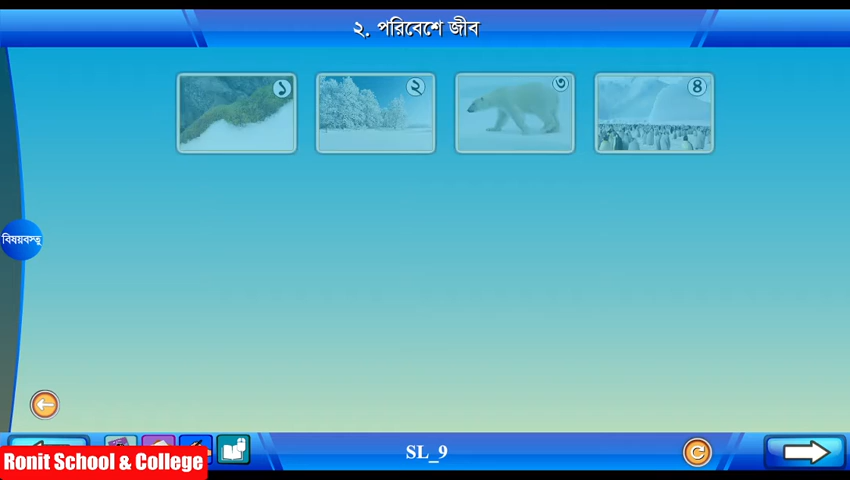 ২. পরিবেশে জীব
১
২
৩
৪
বিষয়বস্তু
SL_9
Ronit School & College